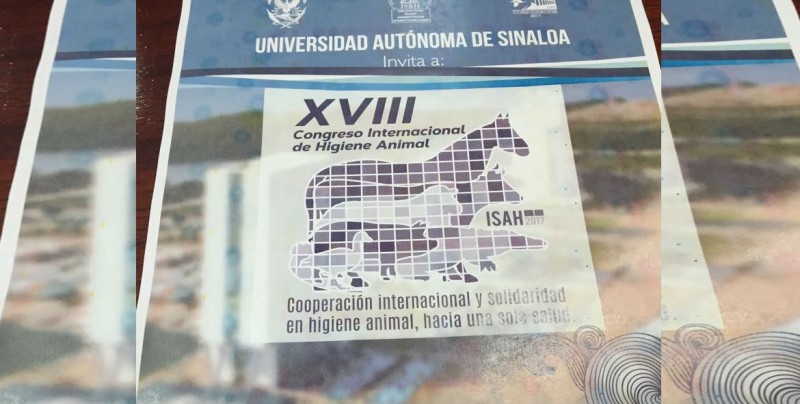 ISAH
UNIVERSIDAD AUTÓNOMA DE SINALOA
Invita a:
XVIII
Congreso Internacional
de Higiene Animal
ISAH
2017
Cooperación internacional y solidaridad
en higiene animal, hacia una sola salud.